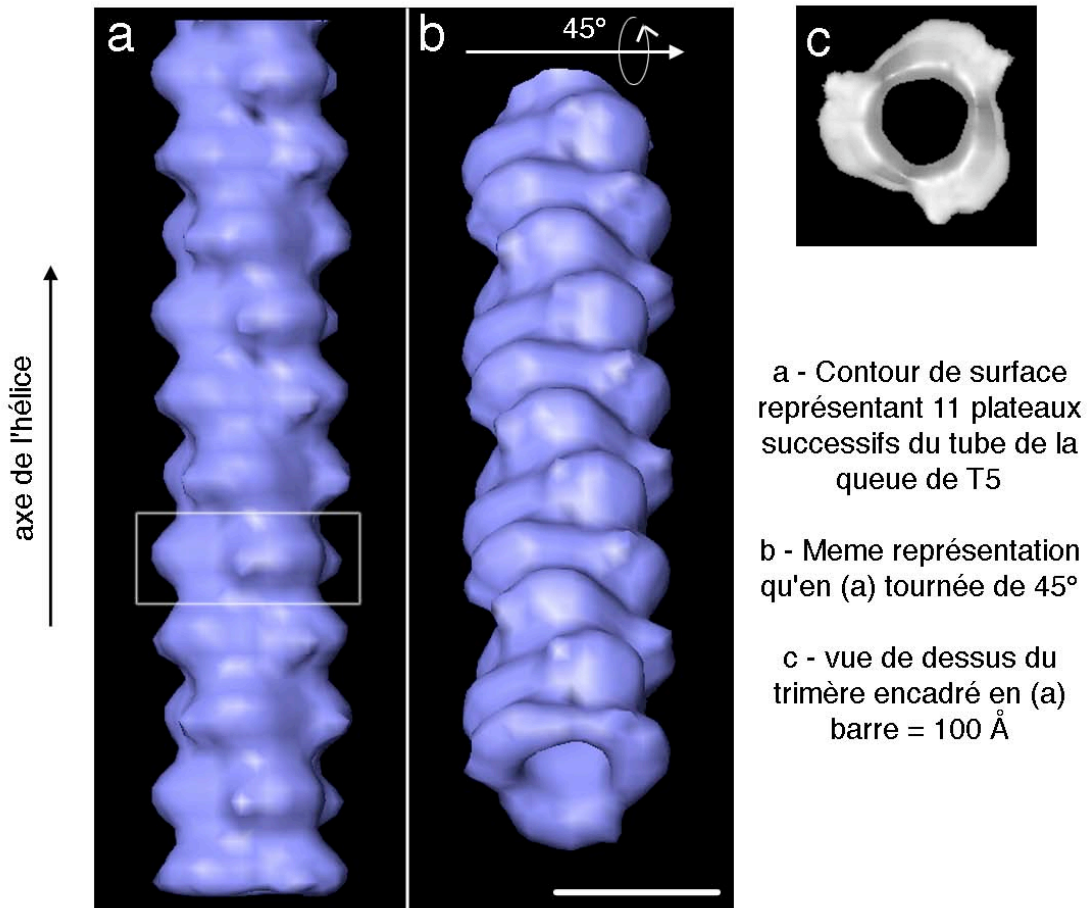 a
b
45°
c
axe de l'hélice
a - Contour de surface
représentant 11 plateaux
successifs du tube de la
queue de T5
b - Meme représentation
qu'en (a) tournée de 45°
c - vue de dessus du
trimère encadré en (a)
barre = 100 Å